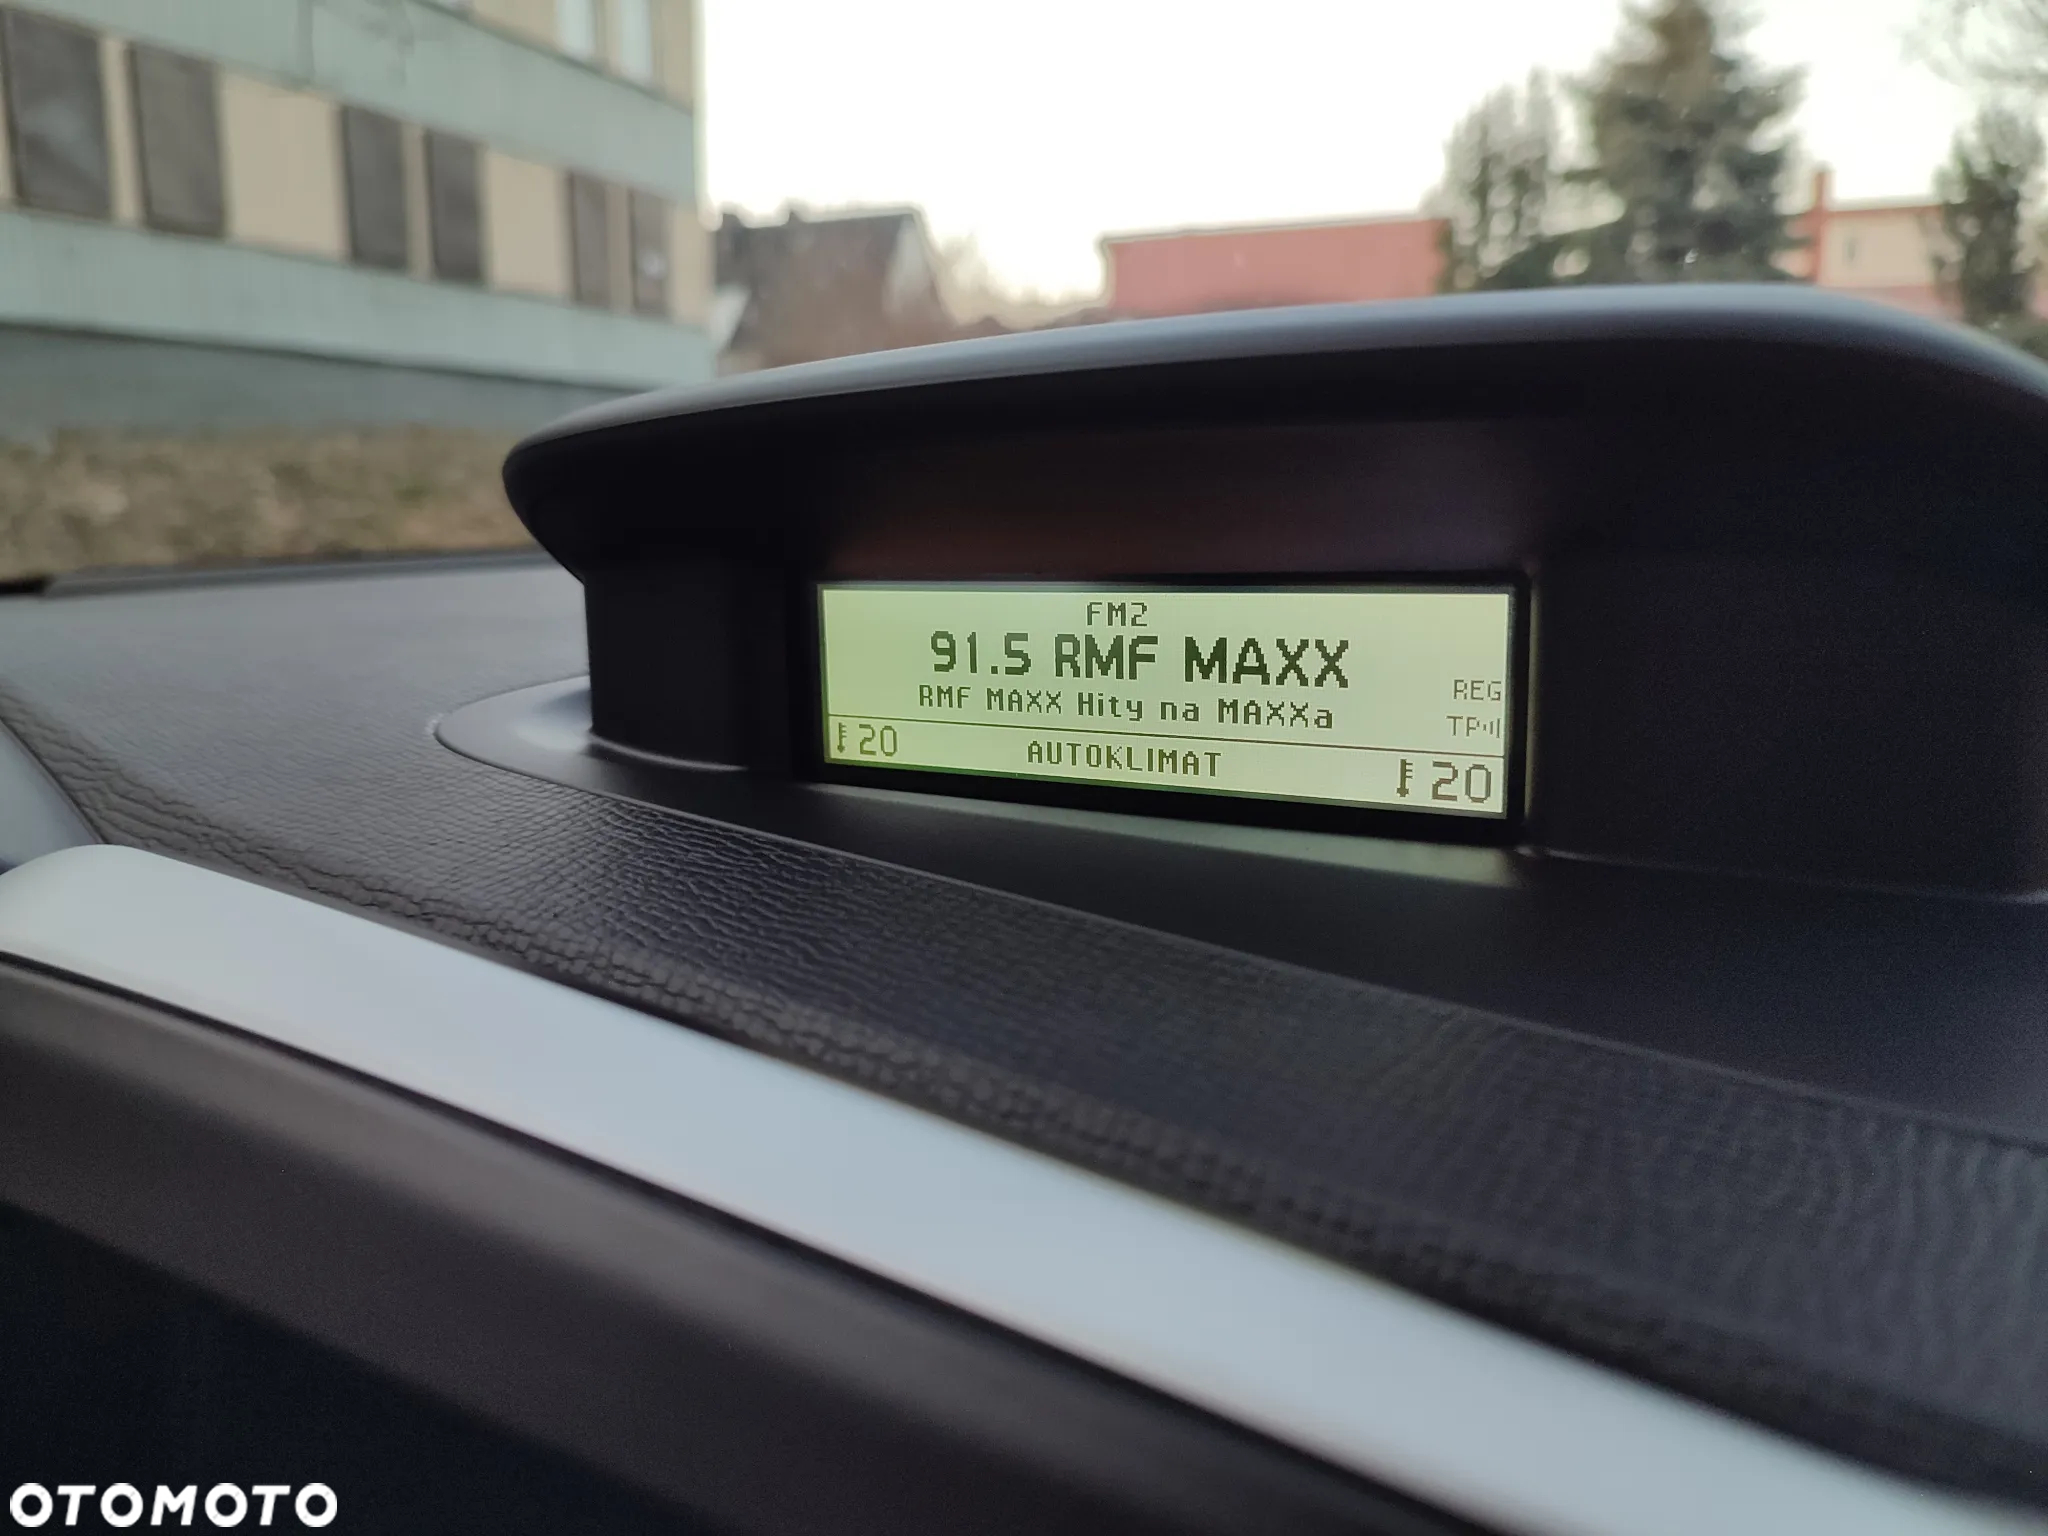 FM2
91.5 RMF MAXX
RMF MAXX Hity na MAXXa
REG
TP
20
AUTOKLIMAT
20
OTOMOTO